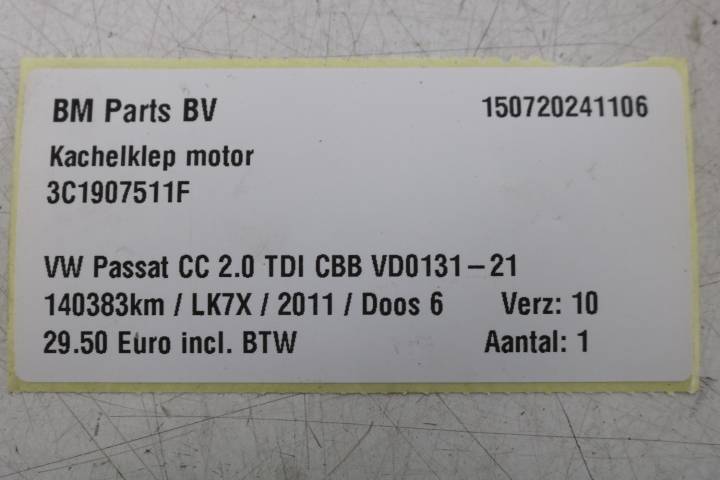 BM Parts BV 150720241106
Kachelklep motor
3C1907511F
VW Passat CC 2.0 TDI CBB VD0131-21
140383km / LK7X / 2011 / Doos 6 Verz: 10
29.50 Euro incl. BTW Aantal: 1